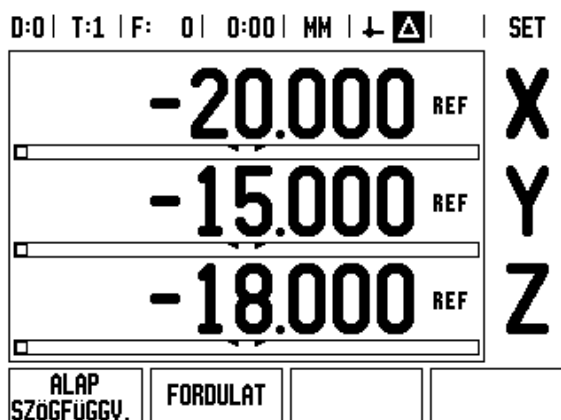 D:0 | T:1 | F: 0 | 0:00 | MM | Δ | | SET
-20.000 REF X
-15.000 REF Y
-18.000 REF Z
ALAP
SZÖGFÜGGV.
FORDULAT